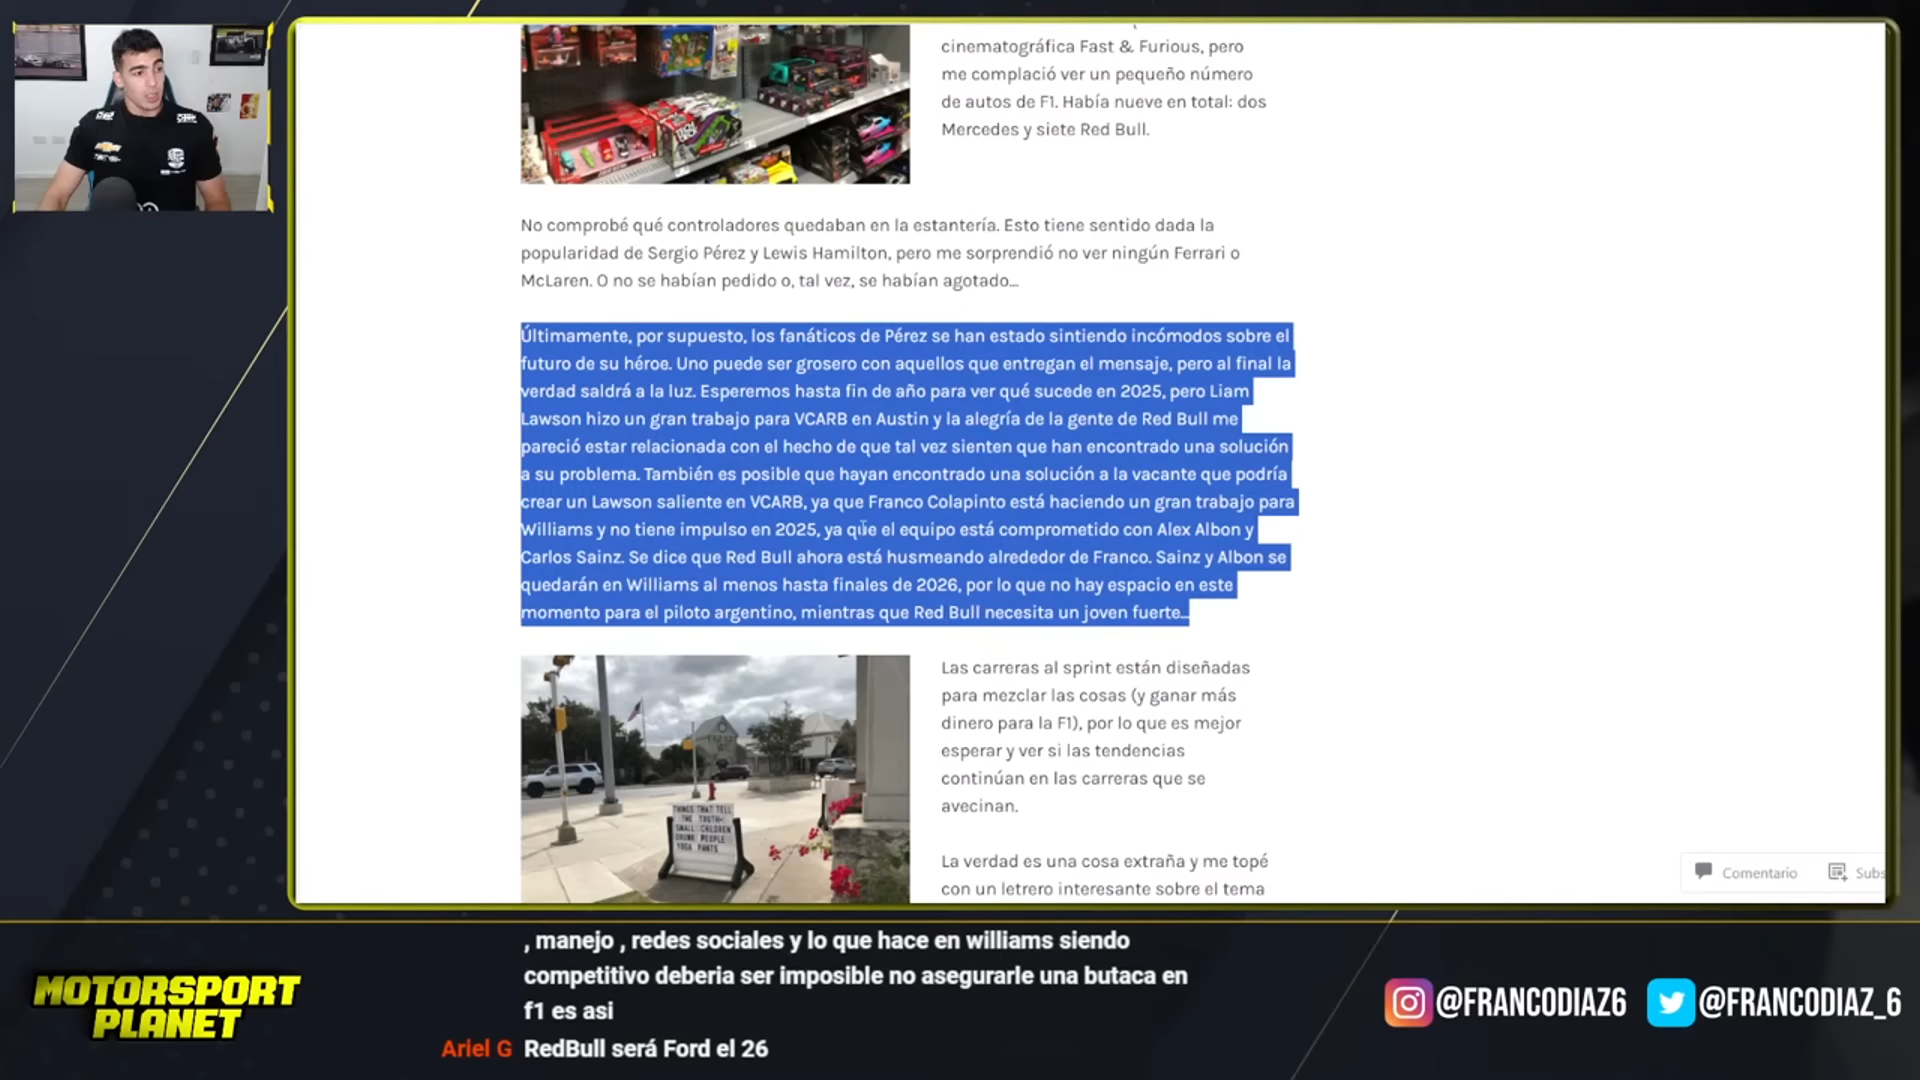 cinematográfica Fast & Furious, pero
me complació ver un pequeño número
de autos de F1. Había nueve en total: dos
Mercedes y siete Red Bull.
No comprobé qué controladores quedaban en la estantería. Esto tiene sentido dada la
popularidad de Sergio Pérez y Lewis Hamilton, pero me sorprendió no ver ningún Ferrari o
McLaren. O no se habían pedido o, tal vez, se habían agotado...
Últimamente, por supuesto, los fanáticos de Pérez se han estado sintiendo incómodos sobre el
futuro de su héroe. Uno puede ser grosero con aquellos que entregan el mensaje, pero al final la
verdad saldrá a la luz. Esperemos hasta fin de año para ver qué sucede en 2025, pero Liam
Lawson hizo un gran trabajo para VCARB en Austin y la alegría de la gente de Red Bull me
pareció estar relacionada con el hecho de que tal vez sienten que han encontrado una solución
a su problema. También es posible que hayan encontrado una solución a la vacante que podría
crear un Lawson saliente en VCARB, ya que Franco Colapinto está haciendo un gran trabajo para
Williams y no tiene impulso en 2025, ya que el equipo está comprometido con Alex Albon y
Carlos Sainz. Se dice que Red Bull ahora está husmeando alrededor de Franco. Sainz y Albon se
quedarán en Williams al menos hasta finales de 2026, por lo que no hay espacio en este
momento para el piloto argentino, mientras que Red Bull necesita un joven fuerte...
THINGS THAT TELL
THE TRUTH-
SMALL CHILDREN
DRUNK PEOPLE
YOGA PANTS
Las carreras al sprint están diseñadas
para mezclar las cosas (y ganar más
dinero para la F1), por lo que es mejor
esperar y ver si las tendencias
continúan en las carreras que se
avecinan.
La verdad es una cosa extraña y me topé
con un letrero interesante sobre el tema
Comentario
Subs
, manejo , redes sociales y lo que hace en williams siendo
competitivo deberia ser imposible no asegurarle una butaca en
f1 es asi
Ariel G RedBull será Ford el 26
MOTORSPORT
PLANET
@FRANCODIAZ6
@FRANCODIAZ_6